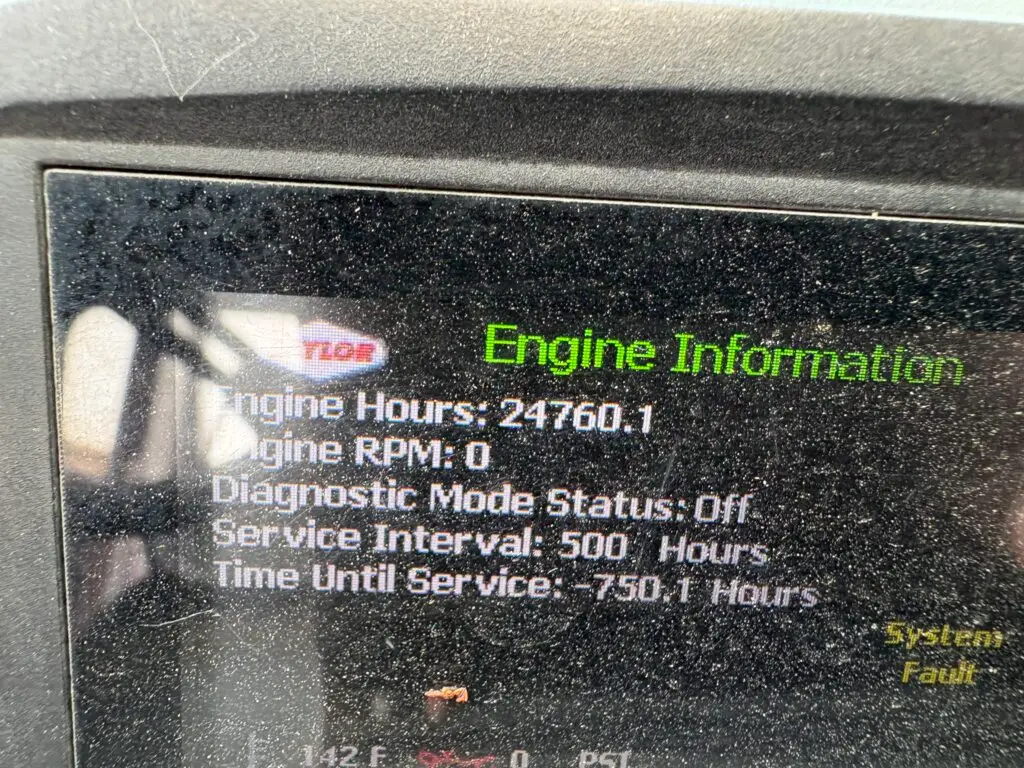 TLOR
Engine Information
Engine Hours: 24760.1
Engine RPM: 0
Diagnostic Mode Status: Off
Service Interval: 500 Hours
Time Until Service: -750.1 Hours
System
Fault
142 F 0 PSI